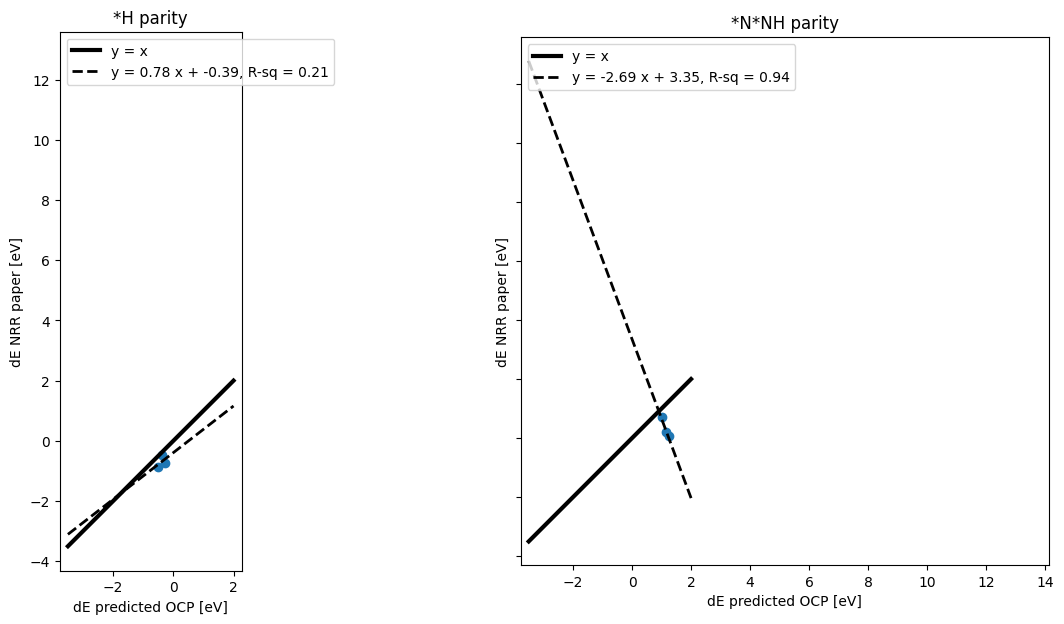 *H parity
y = x
y = 0.78 x + -0.39, R-sq = 0.21
12
10
8
6
4
2
0
−2
−4
dE NRR paper [eV]
−2 0 2
dE predicted OCP [eV]
*N*NH parity
y = x
y = -2.69 x + 3.35, R-sq = 0.94
dE NRR paper [eV]
−2 0 2 4 6 8 10 12 14
dE predicted OCP [eV]